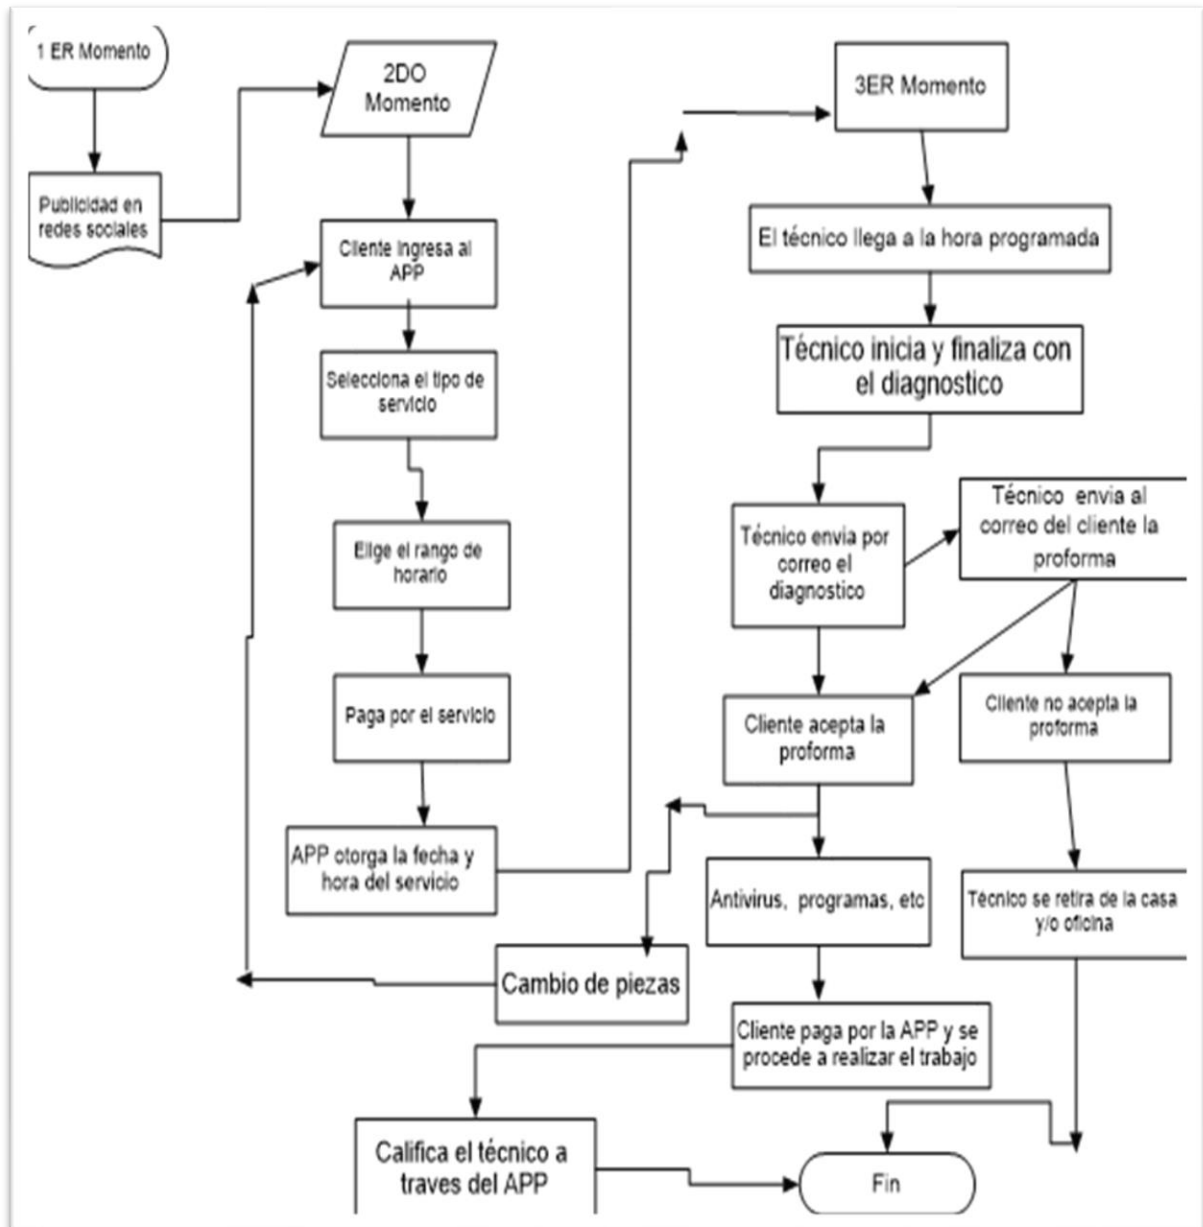 1 ER Momento
Publicidad en
redes sociales
2DO
Momento
Cliente ingresa al
APP
Selecciona el tipo de
servicio
Elige el rango de
horario
Paga por el servicio
APP otorga la fecha y
hora del servicio
3ER Momento
El técnico llega a la hora programada
Técnico inicia y finaliza con
el diagnostico
Técnico envia por
correo el
diagnostico
Técnico envia al
correo del cliente la
proforma
Cliente acepta la
proforma
Cliente no acepta la
proforma
Antivirus, programas, etc
Técnico se retira de la casa
y/o oficina
Cambio de piezas
Cliente paga por la APP y se
procede a realizar el trabajo
Califica el técnico a
traves del APP
Fin